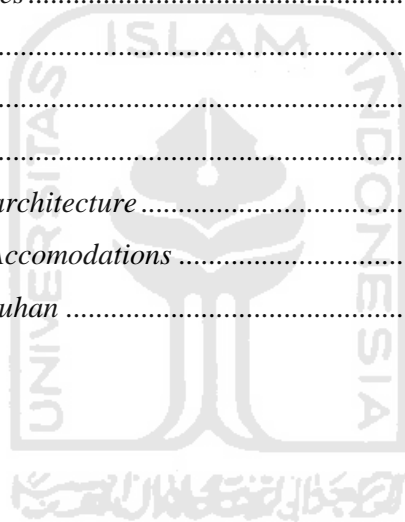 es ................................................................
......................................................................
......................................................................
......................................................................
architecture ............................................
Accomodations ......................................
uhan .........................................................
UNIVERSITAS ISLAM INDONESIA